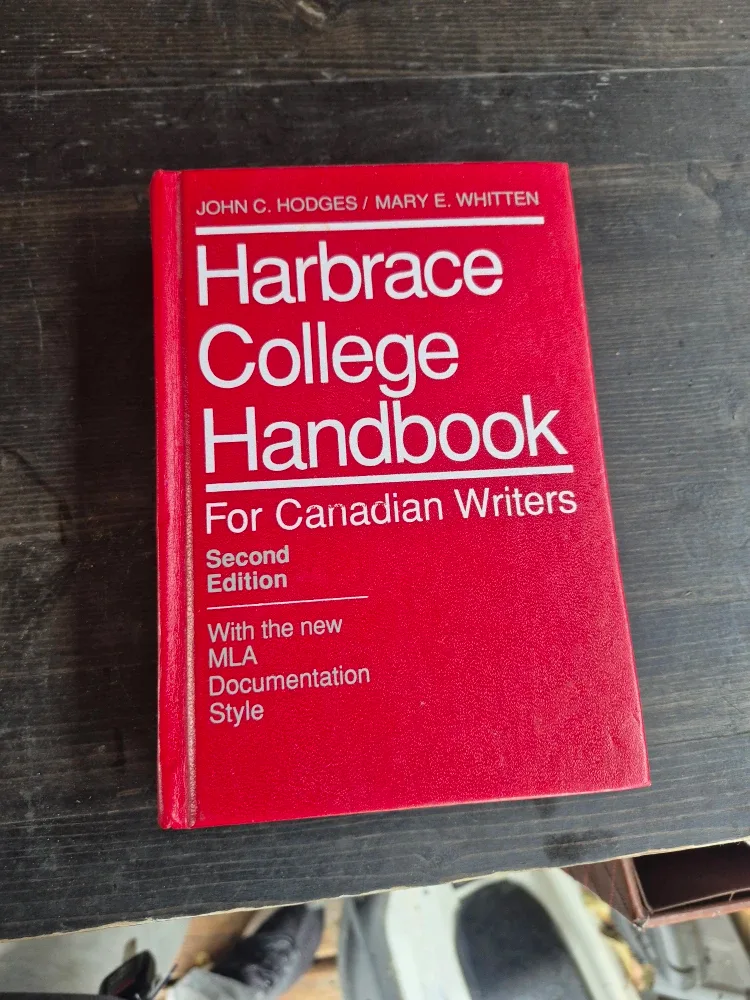 JOHN C. HODGES / MARY E. WHITTEN
Harbrace
College
Handbook
For Canadian Writers
Second
Edition
With the new
MLA
Documentation
Style